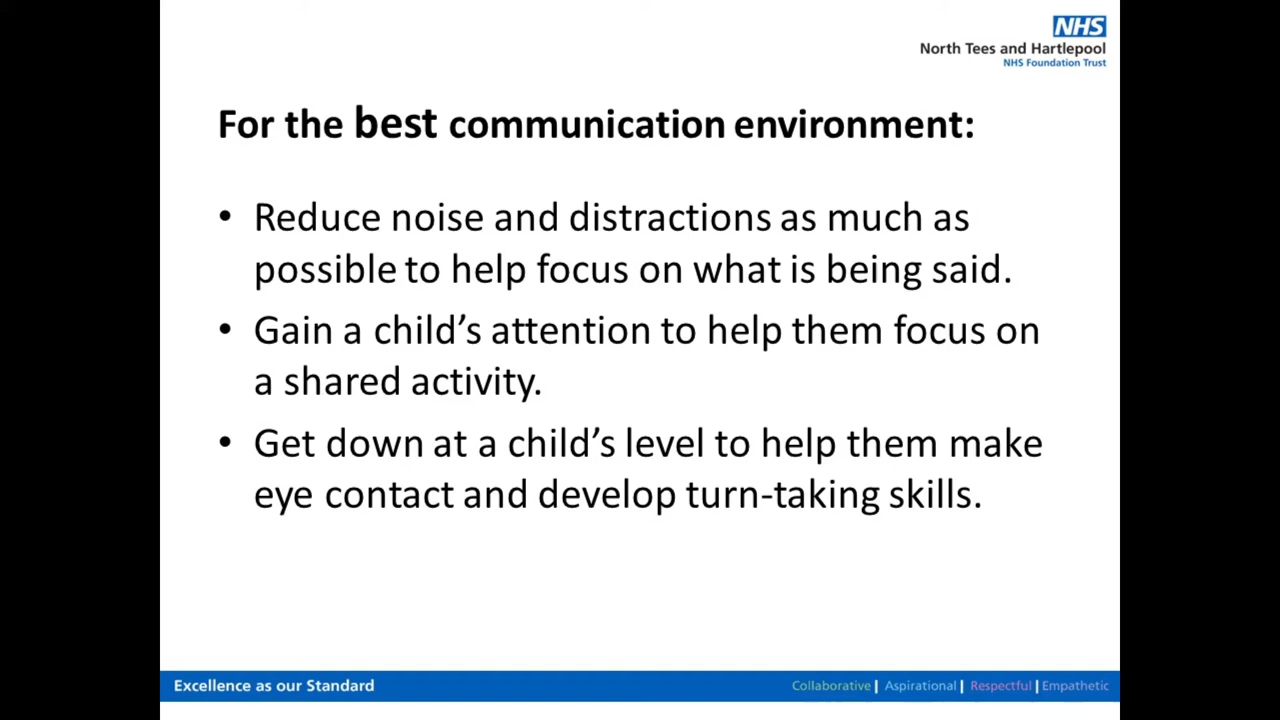 NHS
North Tees and Hartlepool
NHS Foundation Trust
For the best communication environment:
• Reduce noise and distractions as much as
possible to help focus on what is being said.
• Gain a child’s attention to help them focus on
a shared activity.
• Get down at a child’s level to help them make
eye contact and develop turn-taking skills.
Excellence as our Standard
Collaborative | Aspirational | Respectful | Empathetic